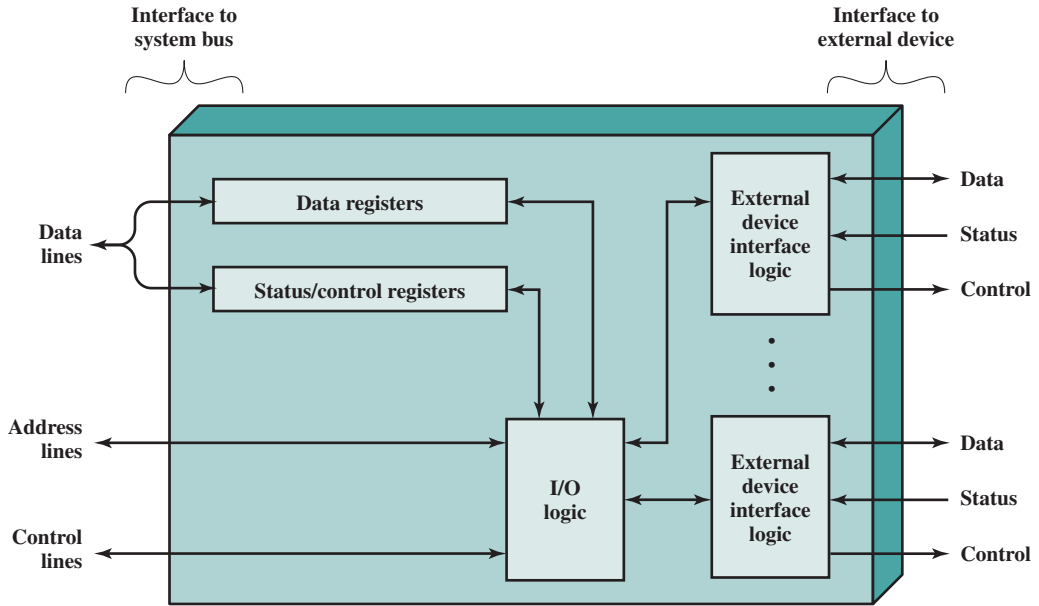 Interface to
system bus
Interface to
external device
Data
lines
Data registers
Status/control registers
External
device
interface
logic
Data
Status
Control
Address
lines
Control
lines
I/O
logic
External
device
interface
logic
Data
Status
Control